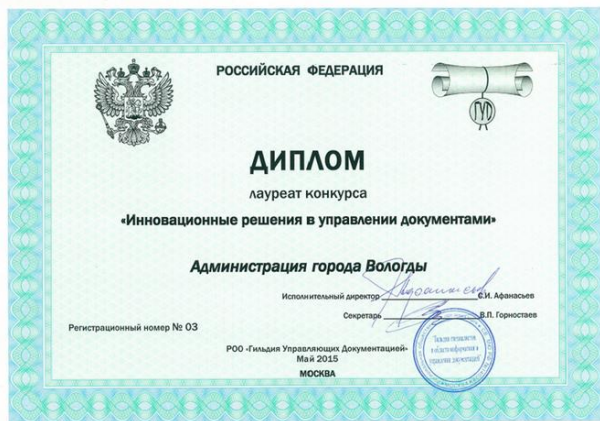 РОССИЙСКАЯ ФЕДЕРАЦИЯ
ГУД
ДИПЛОМ
лауреат конкурса
«Инновационные решения в управлении документами»
Администрация города Вологды
Исполнительный директор С.И. Афанасьев
Секретарь В.П. Горностаев
Регистрационный номер № 03
РОО «Гильдия Управляющих Документацией»
Май 2015
МОСКВА